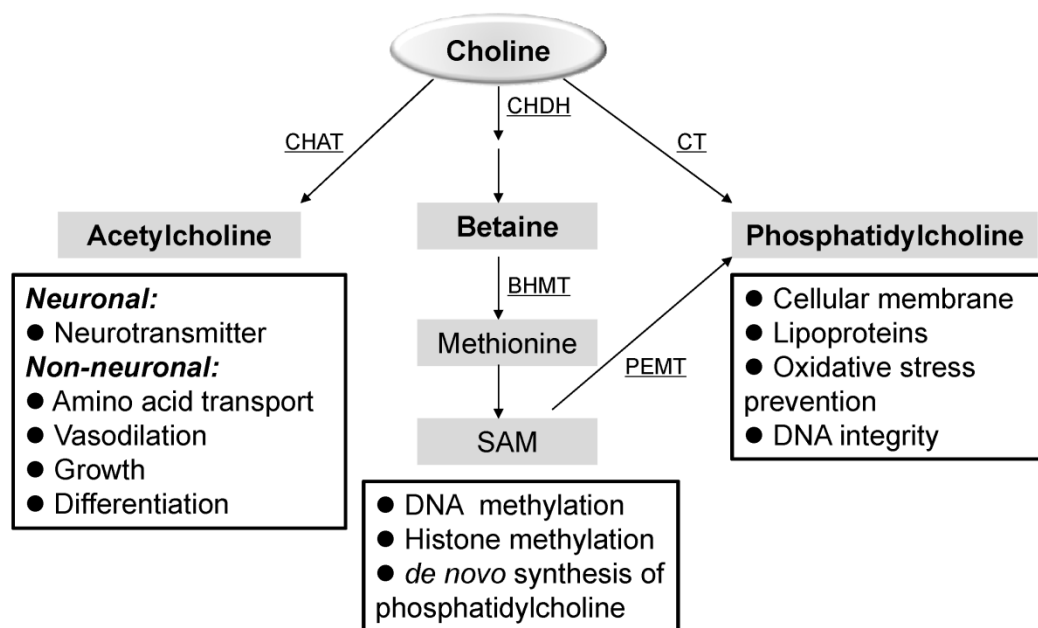 Choline
CHDH
CHAT
CT
Acetylcholine
Betaine
Phosphatidylcholine
Neuronal:
● Neurotransmitter
Non-neuronal:
● Amino acid transport
● Vasodilation
● Growth
● Differentiation
BHMT
Methionine
PEMT
SAM
● DNA methylation
● Histone methylation
● de novo synthesis of
phosphatidylcholine
● Cellular membrane
● Lipoproteins
● Oxidative stress
prevention
● DNA integrity